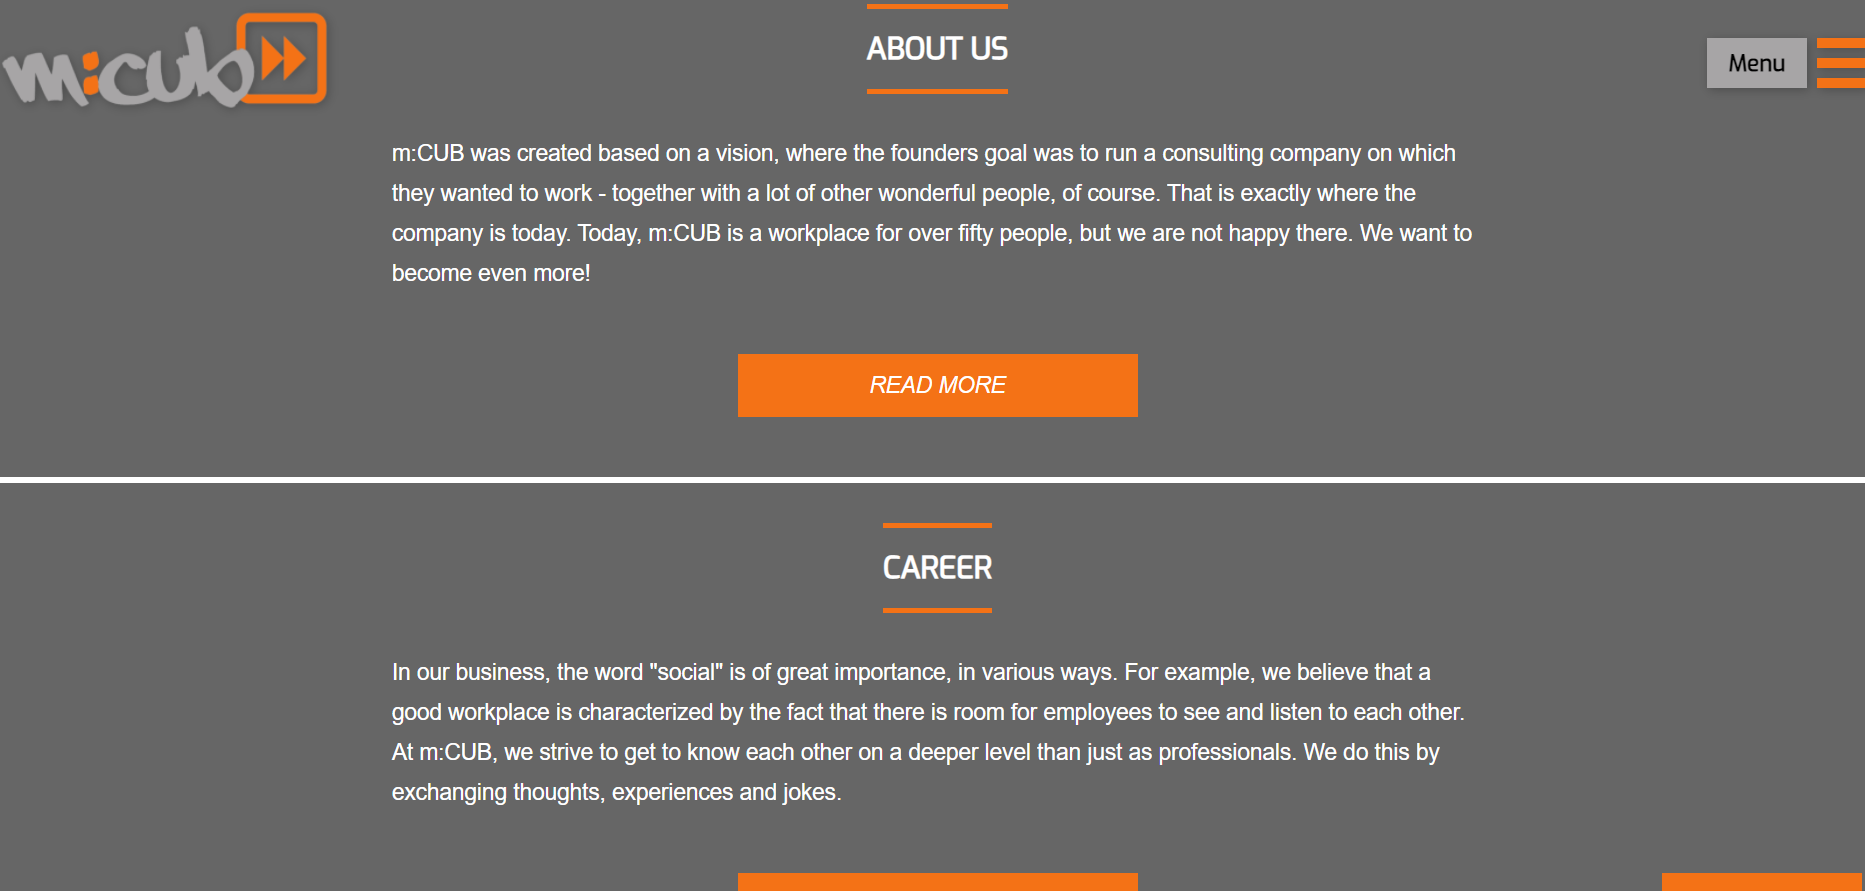 m:cub
ABOUT US
Menu
m:CUB was created based on a vision, where the founders goal was to run a consulting company on which
they wanted to work - together with a lot of other wonderful people, of course. That is exactly where the
company is today. Today, m:CUB is a workplace for over fifty people, but we are not happy there. We want to
become even more!
READ MORE
CAREER
In our business, the word "social" is of great importance, in various ways. For example, we believe that a
good workplace is characterized by the fact that there is room for employees to see and listen to each other.
At m:CUB, we strive to get to know each other on a deeper level than just as professionals. We do this by
exchanging thoughts, experiences and jokes.